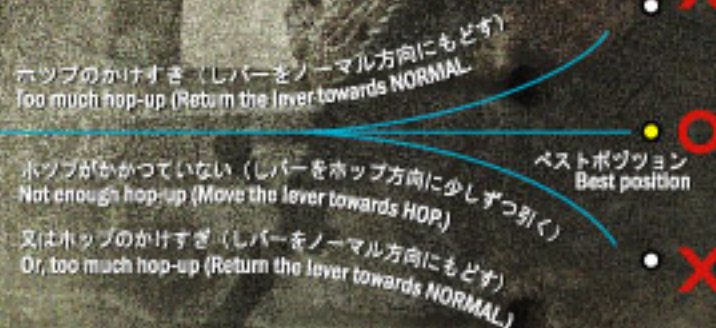 ホップのかけすぎ（レバーをノーマル方向にもどす）
Too much hop-up (Return the lever towards NORMAL.
ベストポジション
Best position
ホップがかかっていない（レバーをホップ方向に少しずつ引く）
Not enough hop-up (Move the lever towards HOP.)
又はホップのかけすぎ（レバーをノーマル方向にもどす）
Or, too much hop-up (Return the lever towards NORMAL.)